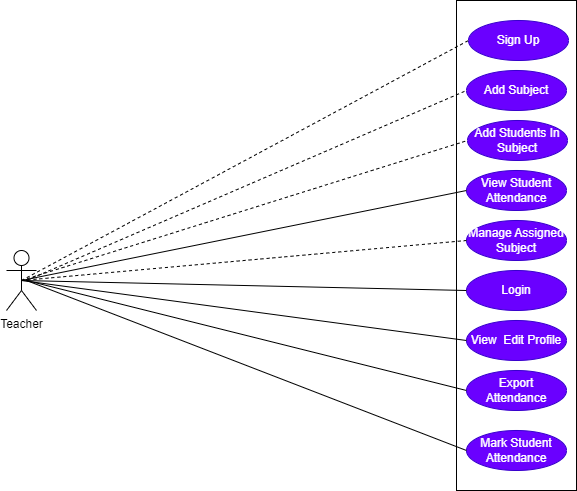 Sign Up
Add Subject
Add Students In
Subject
View Student
Attendance
Manage Assigned
Subject
Login
Teacher
View  Edit Profile
Export
Attendance
Mark Student
Attendance